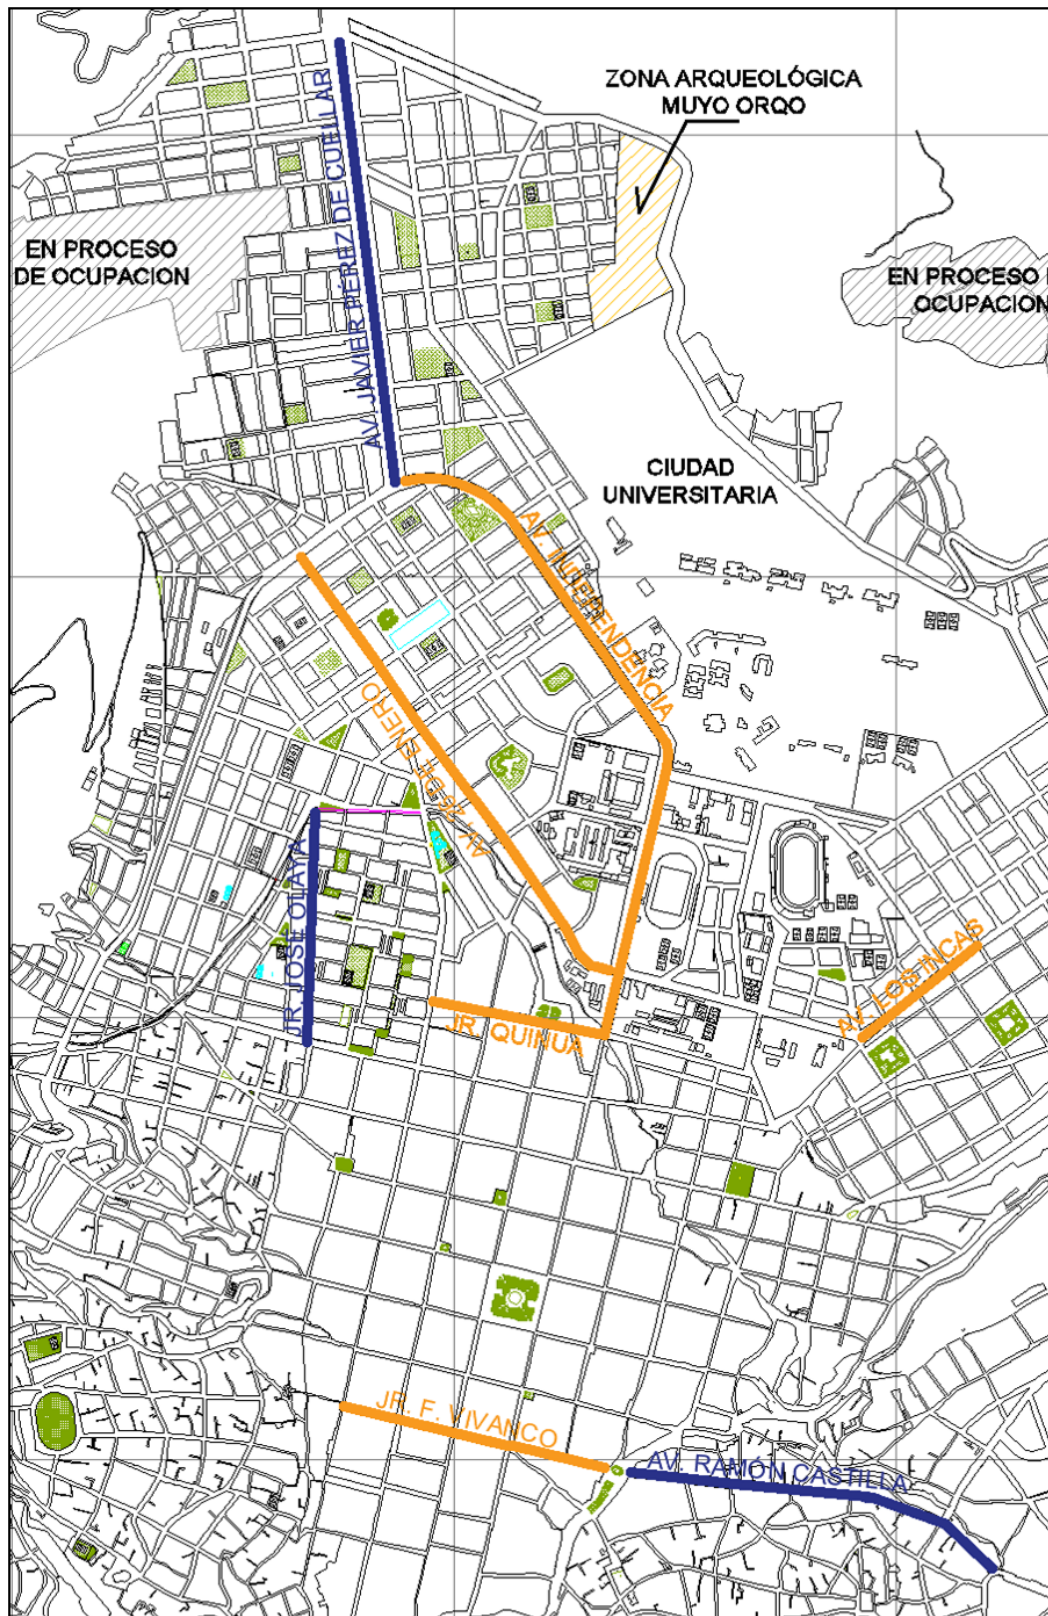 ZONA ARQUEOLÓGICA
MUYO ORQO
AV. JAVIER PÉREZ DE CUELLAR
EN PROCESO
DE OCUPACION
EN PROCESO
OCUPACION
CIUDAD
UNIVERSITARIA
AV. INDEPENDENCIA
AV. 26 DE ENERO
JR. JOSE OLAYA
AV. LOS INCAS
JR. QUINUA
JR. F. VIVANCO
AV. RAMÓN CASTILLA